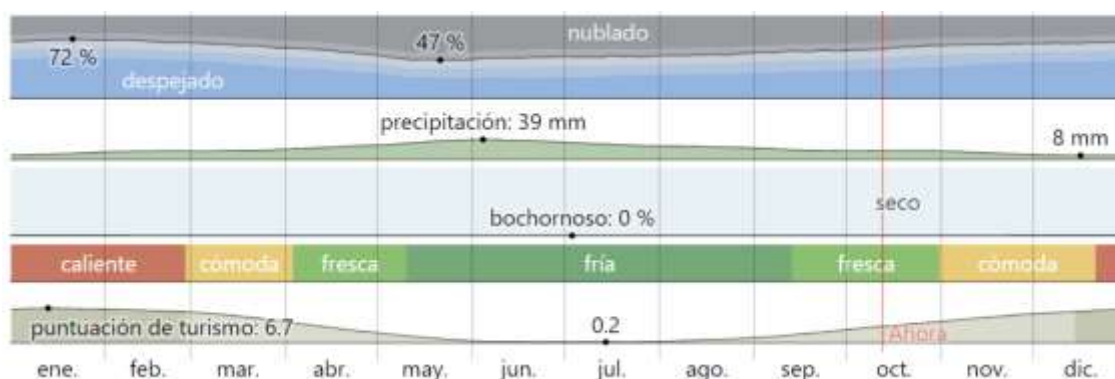 nublado
72 %
47 %
despejado
precipitación: 39 mm
8 mm
seco
bochornoso: 0 %
caliente cómoda fresca fría fresca cómoda
puntuación de turismo: 6.7
0.2
Ahora
ene. feb. mar. abr. may. jun. jul. ago. sep. oct. nov. dic.